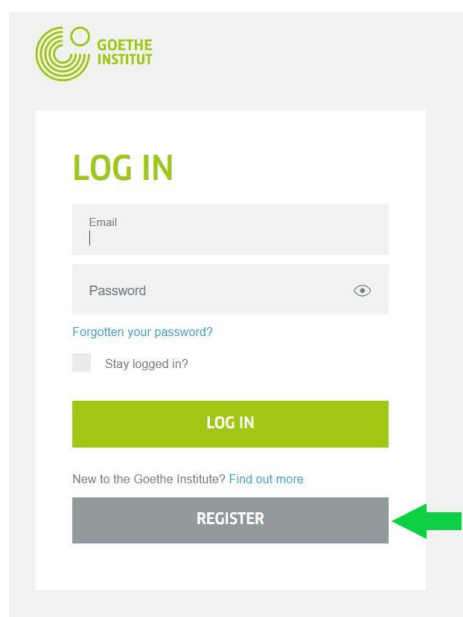 GOETHE
INSTITUT
LOG IN
Email
Password
Forgotten your password?
Stay logged in?
LOG IN
New to the Goethe Institute? Find out more
REGISTER